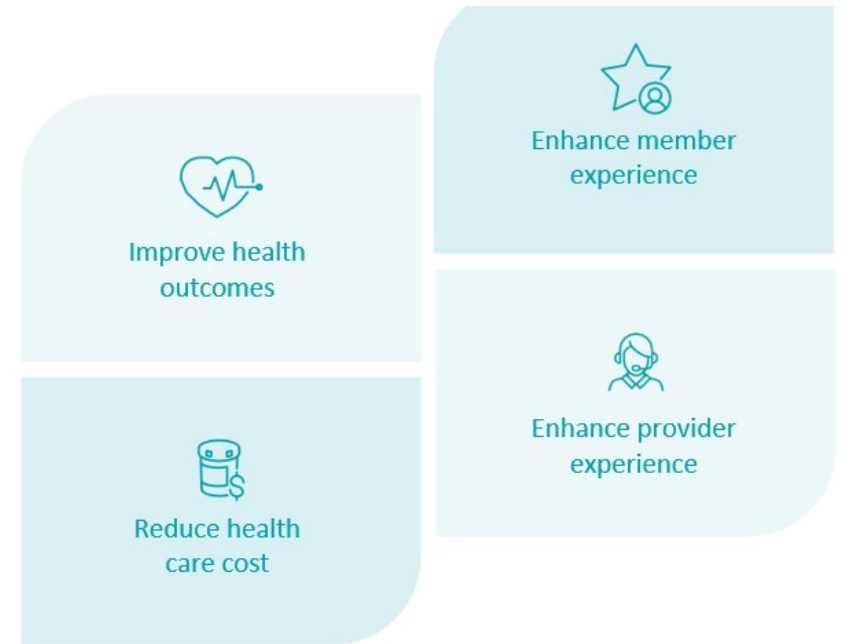 Improve health
outcomes
Reduce health
care cost
Enhance member
experience
Enhance provider
experience